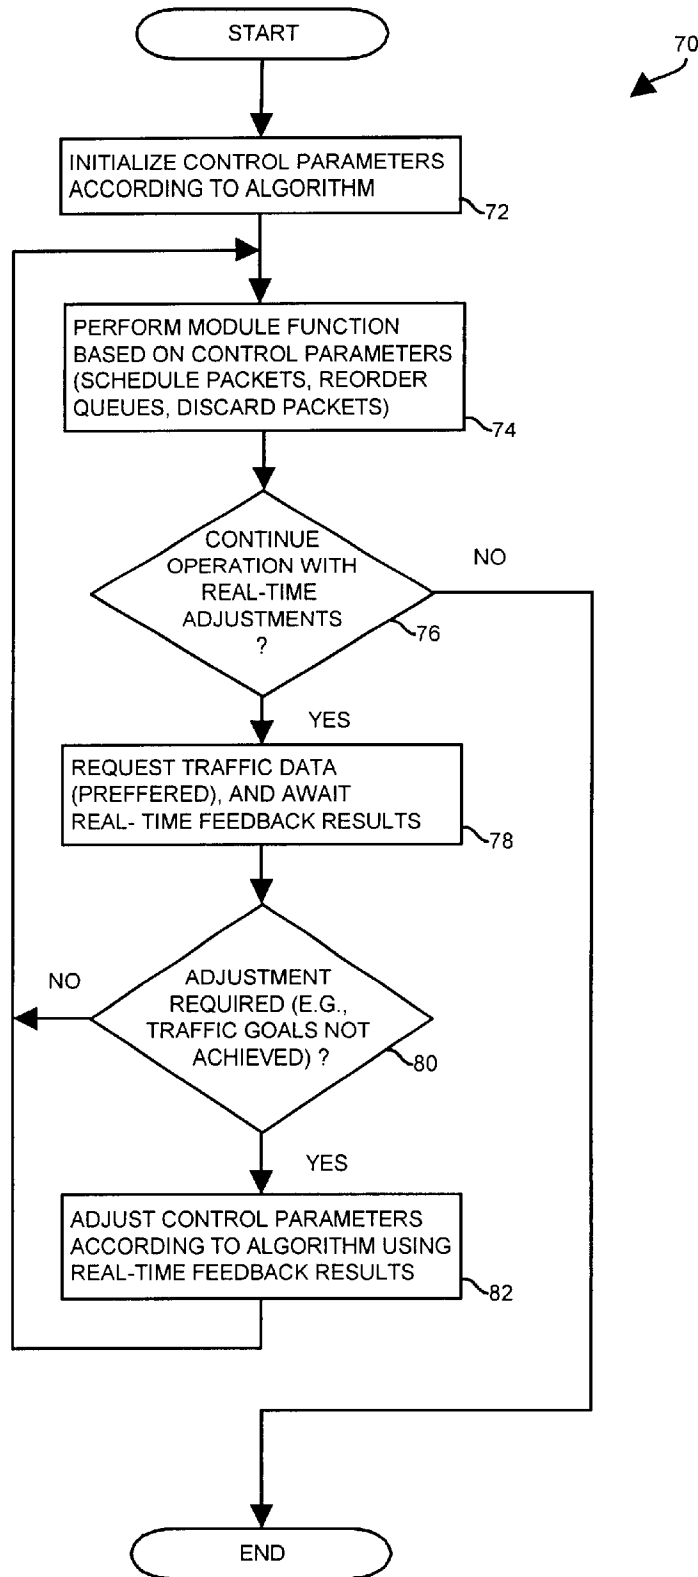 START
70
INITIALIZE CONTROL PARAMETERS
ACCORDING TO ALGORITHM
72
PERFORM MODULE FUNCTION
BASED ON CONTROL PARAMETERS
(SCHEDULE PACKETS, REORDER
QUEUES, DISCARD PACKETS)
74
CONTINUE
OPERATION WITH
REAL-TIME
ADJUSTMENTS
?
NO
76
YES
REQUEST TRAFFIC DATA
(PREFFERED), AND AWAIT
REAL- TIME FEEDBACK RESULTS
78
NO
ADJUSTMENT
REQUIRED (E.G.,
TRAFFIC GOALS NOT
ACHIEVED) ?
80
YES
ADJUST CONTROL PARAMETERS
ACCORDING TO ALGORITHM USING
REAL-TIME FEEDBACK RESULTS
82
END